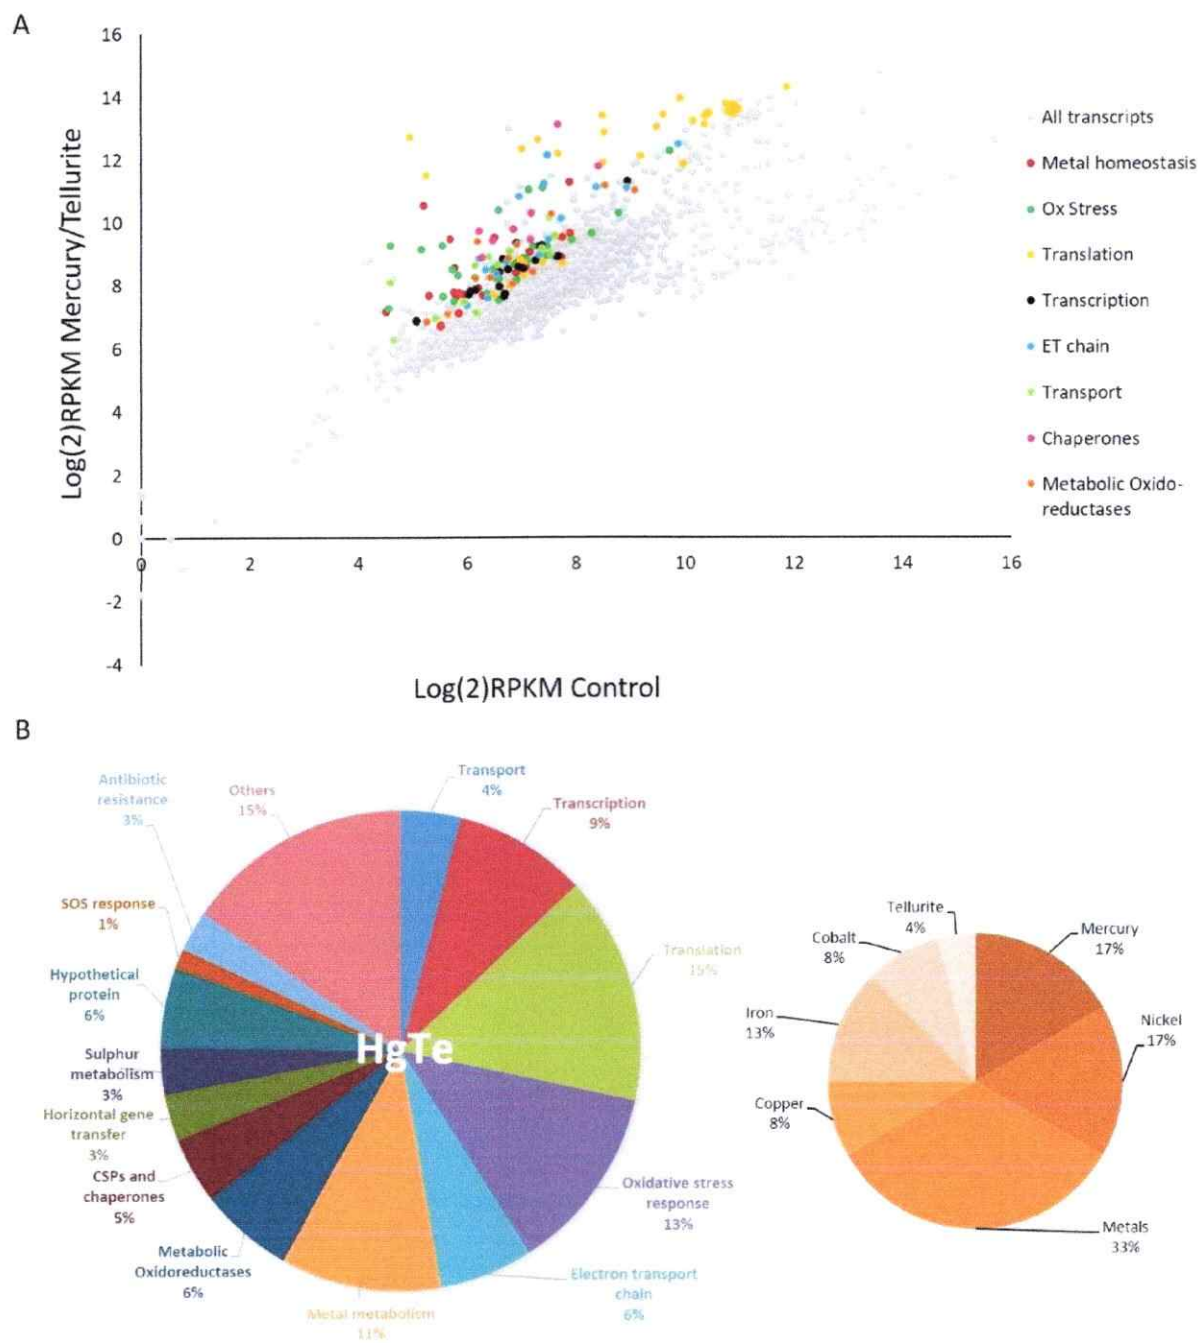 A
Log(2)RPKM Mercury/Tellurite
16
14
12
10
8
6
4
2
0
-2
-4
0
2
4
6
8
10
12
14
16
Log(2)RPKM Control
All transcripts
Metal homeostasis
Ox Stress
Translation
Transcription
ET chain
Transport
Chaperones
Metabolic Oxido-
reductases
B
Transport
4%
Transcription
9%
Translation
15%
Oxidative stress
response
13%
Electron transport
chain
6%
Metal metabolism
11%
Metabolic
Oxidoreductases
6%
CSPs and
chaperones
5%
Horizontal gene
transfer
3%
Sulphur
metabolism
3%
Hypothetical
protein
6%
SOS response
1%
Antibiotic
resistance
3%
Others
15%
HgTe
Mercury
17%
Nickel
17%
Metals
33%
Copper
8%
Iron
13%
Cobalt
8%
Tellurite
4%